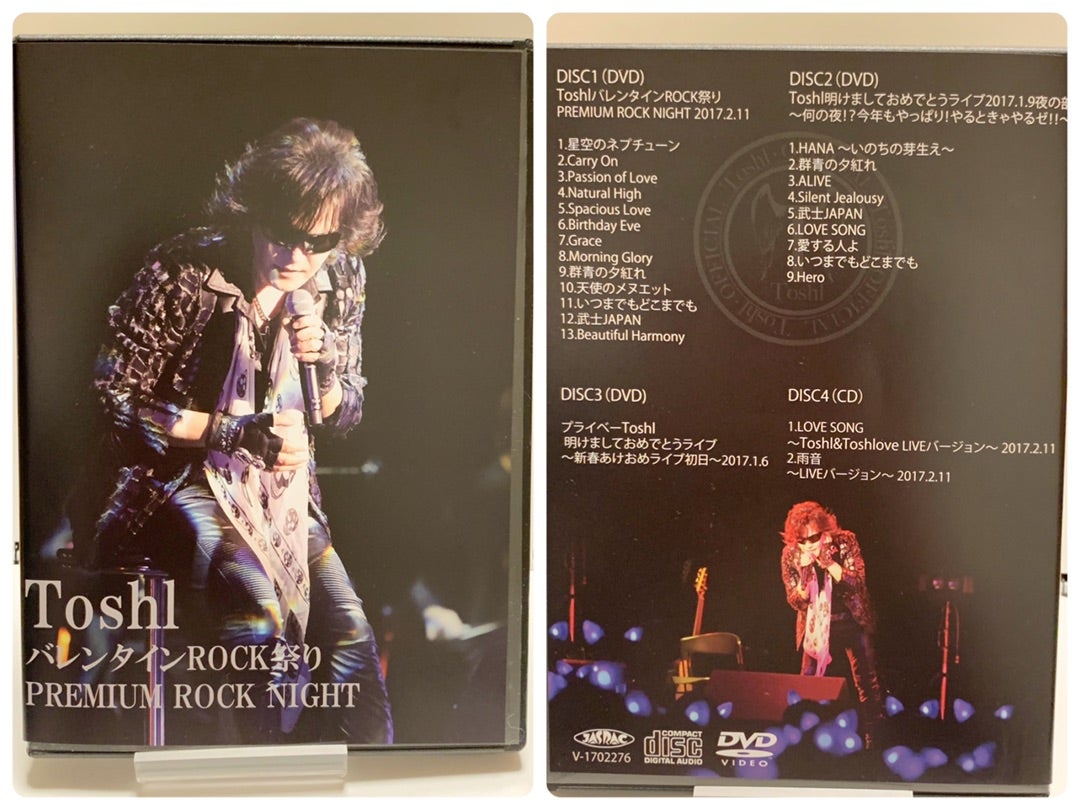 Toshl
バレンタインROCK祭り
PREMIUM ROCK NIGHT
DISC1（DVD）
Toshlバレンタインロック祭り
PREMIUM ROCK NIGHT 2017.2.11
1.星空のネプチューン
2.Carry On
3.Passion of Love
4.Natural High
5.Spacious Love
6.Birthday Eve
7.Grace
8.Morning Glory
9.群青の夕紅れ
10.天使のメヌエット
11.いつまでもどこまでも
12.武士JAPAN
13.Beautiful Harmony
DISC2（DVD）
Toshl明けましておめでとうライブ2017.1.9夜の部
〜何の夜!?今年もやっぱり!やるときゃやるゼ!!〜
1.HANA 〜いのちの芽生え〜
2.群青の夕紅れ
3.ALIVE
4.Silent Jealousy
5.武士JAPAN
6.LOVE SONG
7.愛する人よ
8.いつまでもどこまでも
9.Hero
Toshl OFFICIAL Toshl OFFICIAL
Toshl
DISC3（DVD）
プライベーToshl
明けましておめでとうライブ
〜新春あけおめライブ初日〜2017.1.6
DISC4（CD）
1.LOVE SONG
〜Toshl&Toshlove LIVEバージョン〜 2017.2.11
2.雨音
〜LIVEバージョン〜 2017.2.11
JASRAC
V-1702276
COMPACT
disc
DIGITAL AUDIO
DVD
VIDEO